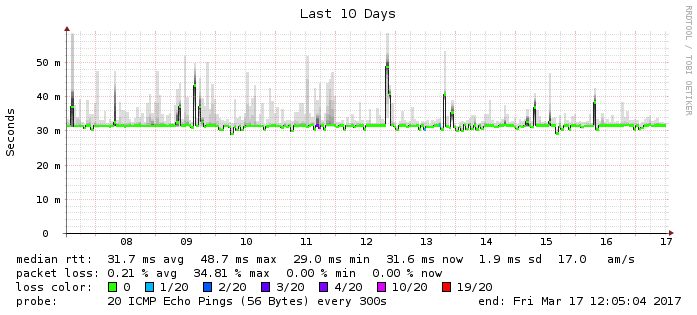 Last 10 Days
RRDTOOL / TOBI OETIKER
Seconds
50 m
40 m
30 m
20 m
10 m
0
08 09 10 11 12 13 14 15 16 17
median rtt: 31.7 ms avg 48.7 ms max 29.0 ms min 31.6 ms now 1.9 ms sd 17.0 am/s
packet loss: 0.21 % avg 34.81 % max 0.00 % min 0.00 % now
loss color: 0 1/20 2/20 3/20 4/20 10/20 19/20
probe: 20 ICMP Echo Pings (56 Bytes) every 300s end: Fri Mar 17 12:05:04 2017